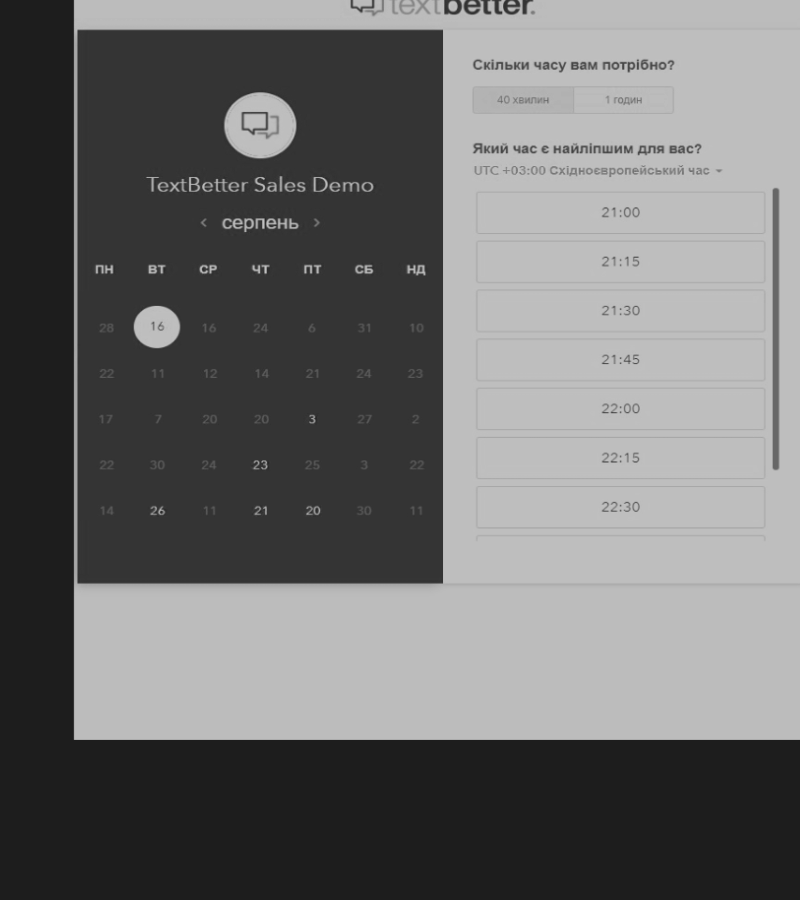 textbetter.
TextBetter Sales Demo
серпень
ПН ВТ СР ЧТ ПТ СБ НД
28 16 16 24 6 31 10
22 11 12 14 21 24 23
17 7 20 20 3 27 2
22 30 24 23 25 3 22
14 26 11 21 20 30 11
Скільки часу вам потрібно?
40 хвилин 1 годин
Який час є найліпшим для вас?
UTC +03:00 Східноєвропейський час
21:00
21:15
21:30
21:45
22:00
22:15
22:30